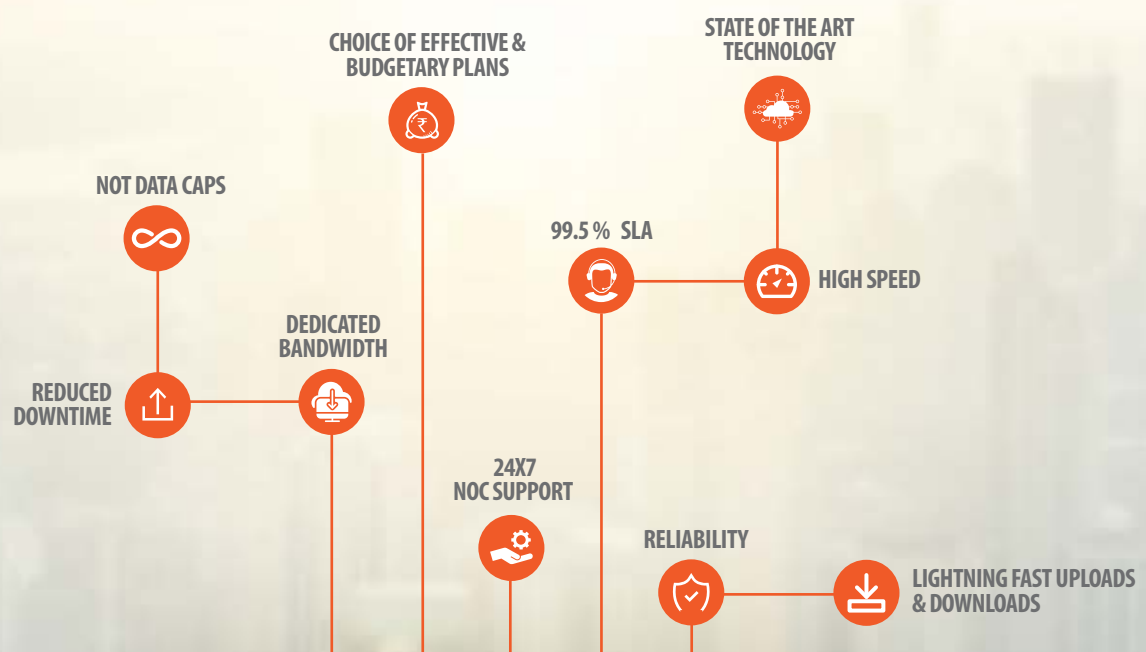 STATE OF THE ART
TECHNOLOGY
CHOICE OF EFFECTIVE &
BUDGETARY PLANS
₹
NOT DATA CAPS
99.5 % SLA
HIGH SPEED
DEDICATED
BANDWIDTH
REDUCED
DOWNTIME
24X7
NOC SUPPORT
RELIABILITY
LIGHTNING FAST UPLOADS
& DOWNLOADS